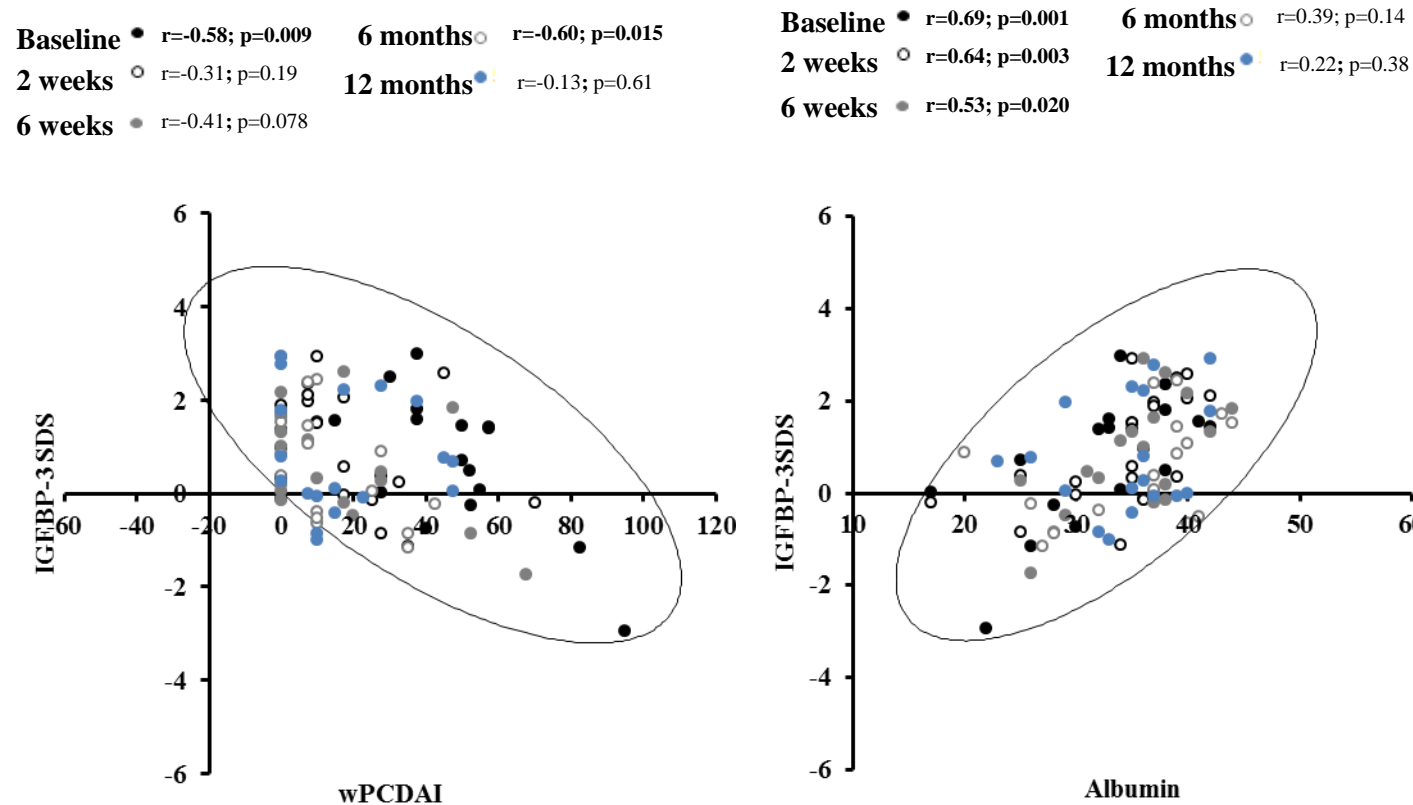 Baseline r=-0.58; p=0.009 6 months r=-0.60; p=0.015
2 weeks r=-0.31; p=0.19 12 months r=-0.13; p=0.61
6 weeks r=-0.41; p=0.078
Baseline r=0.69; p=0.001 6 months r=0.39; p=0.14
2 weeks r=0.64; p=0.003 12 months r=0.22; p=0.38
6 weeks r=0.53; p=0.020
6
4
2
0
-2
-4
-6
-60 -40 -20 0 20 40 60 80 100 120
IGFBP-3 SDS
wPCDAI
6
4
2
0
-2
-4
-6
10 20 30 40 50
IGFBP-3SDS
Albumin